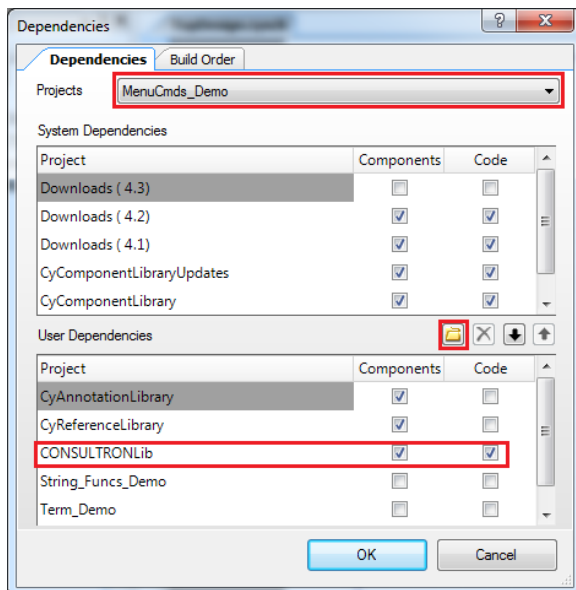 Dependencies
Dependencies Build Order
Projects MenuCmds_Demo
System Dependencies
Project Components Code
Downloads ( 4.3)
Downloads ( 4.2)
Downloads ( 4.1)
CyComponentLibraryUpdates
CyComponentLibrary
User Dependencies
Project Components Code
CyAnnotationLibrary
CyReferenceLibrary
CONSULTRONLib
String_Funcs_Demo
Term_Demo
OK Cancel